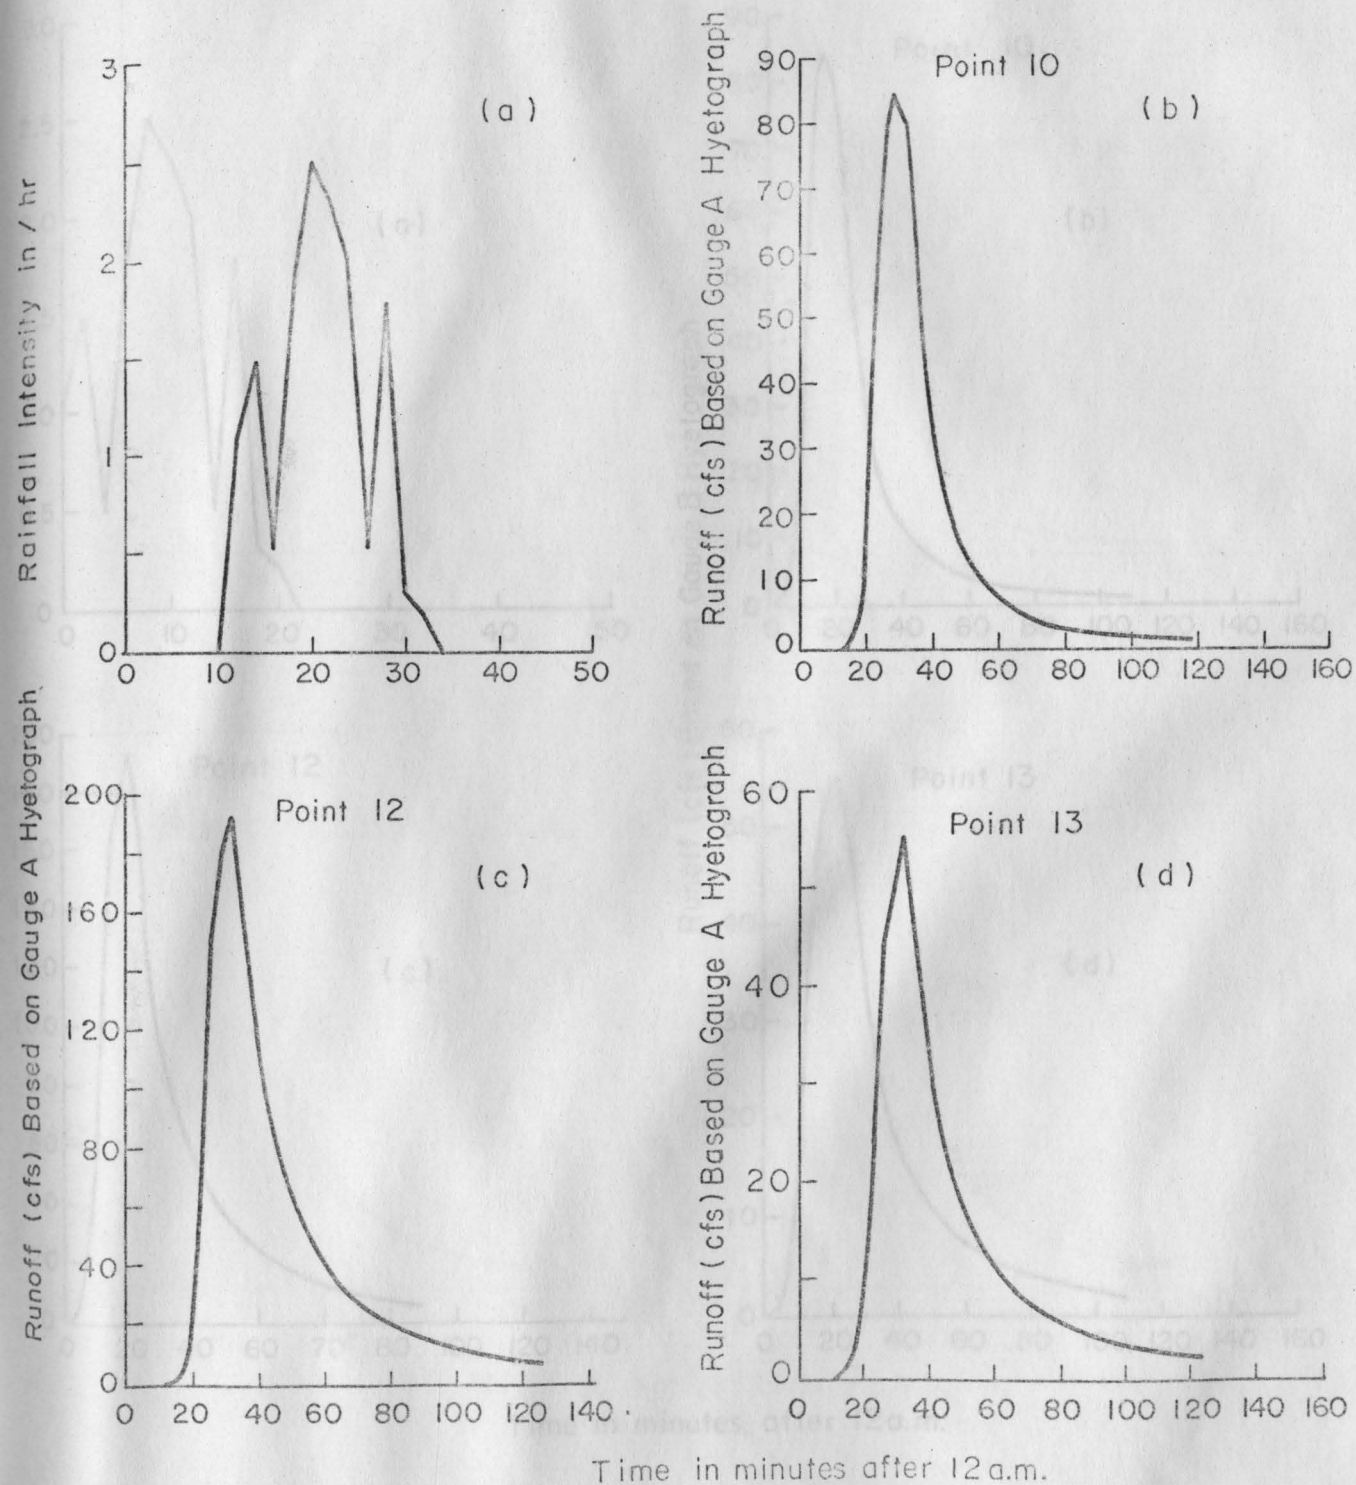 (a)
Rainfall Intensity in / hr
3
2
1
0
0 10 20 30 40 50
Point 10
(b)
Runoff (cfs) Based on Gauge A Hyetograph
90
80
70
60
50
40
30
20
10
0
0 20 40 60 80 100 120 140 160
Point 12
(c)
Runoff (cfs) Based on Gauge A Hyetograph
200
160
120
80
40
0
0 20 40 60 80 100 120 140
Point 13
(d)
Runoff (cfs) Based on Gauge A Hyetograph
60
40
20
0
0 20 40 60 80 100 120 140 160
Time in minutes after 12 a.m.